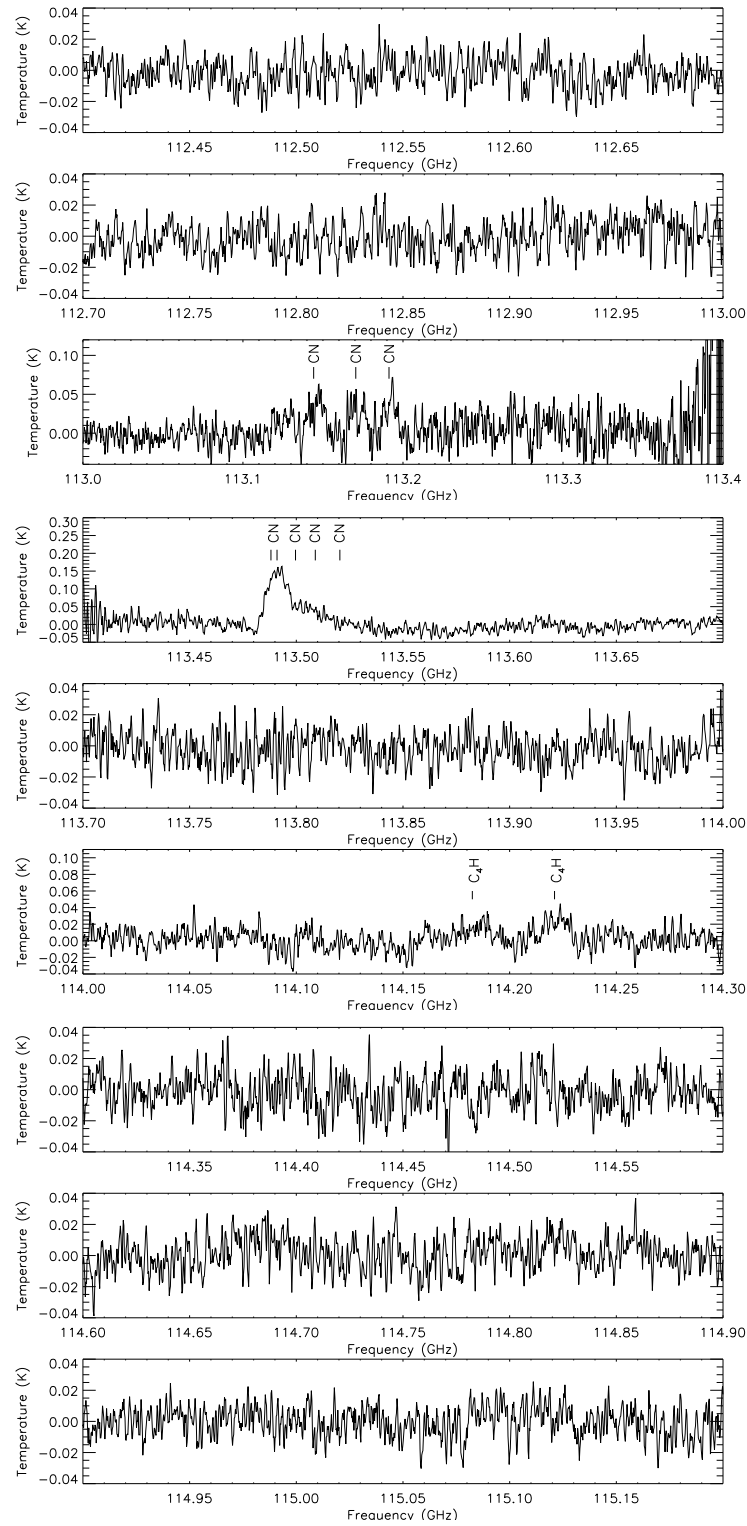 0.04
0.02
0.00
−0.02
−0.04
Temperature (K)
112.45 112.50 112.55 112.60 112.65
Frequency (GHz)
0.04
0.02
0.00
−0.02
−0.04
Temperature (K)
112.70 112.75 112.80 112.85 112.90 112.95 113.00
Frequency (GHz)
0.10
0.05
0.00
Temperature (K)
CN CN CN
113.0 113.1 113.2 113.3 113.4
Frequency (GHz)
0.30
0.25
0.20
0.15
0.10
0.05
0.00
−0.05
Temperature (K)
CN CN CN CN
113.45 113.50 113.55 113.60 113.65
Frequency (GHz)
0.04
0.02
0.00
−0.02
−0.04
Temperature (K)
113.70 113.75 113.80 113.85 113.90 113.95 114.00
Frequency (GHz)
0.10
0.08
0.06
0.04
0.02
0.00
−0.02
−0.04
Temperature (K)
C₄H C₄H
114.00 114.05 114.10 114.15 114.20 114.25 114.30
Frequency (GHz)
0.04
0.02
0.00
−0.02
−0.04
Temperature (K)
114.35 114.40 114.45 114.50 114.55
Frequency (GHz)
0.04
0.02
0.00
−0.02
−0.04
Temperature (K)
114.60 114.65 114.70 114.75 114.80 114.85 114.90
Frequency (GHz)
0.04
0.02
0.00
−0.02
−0.04
Temperature (K)
114.95 115.00 115.05 115.10 115.15
Frequency (GHz)